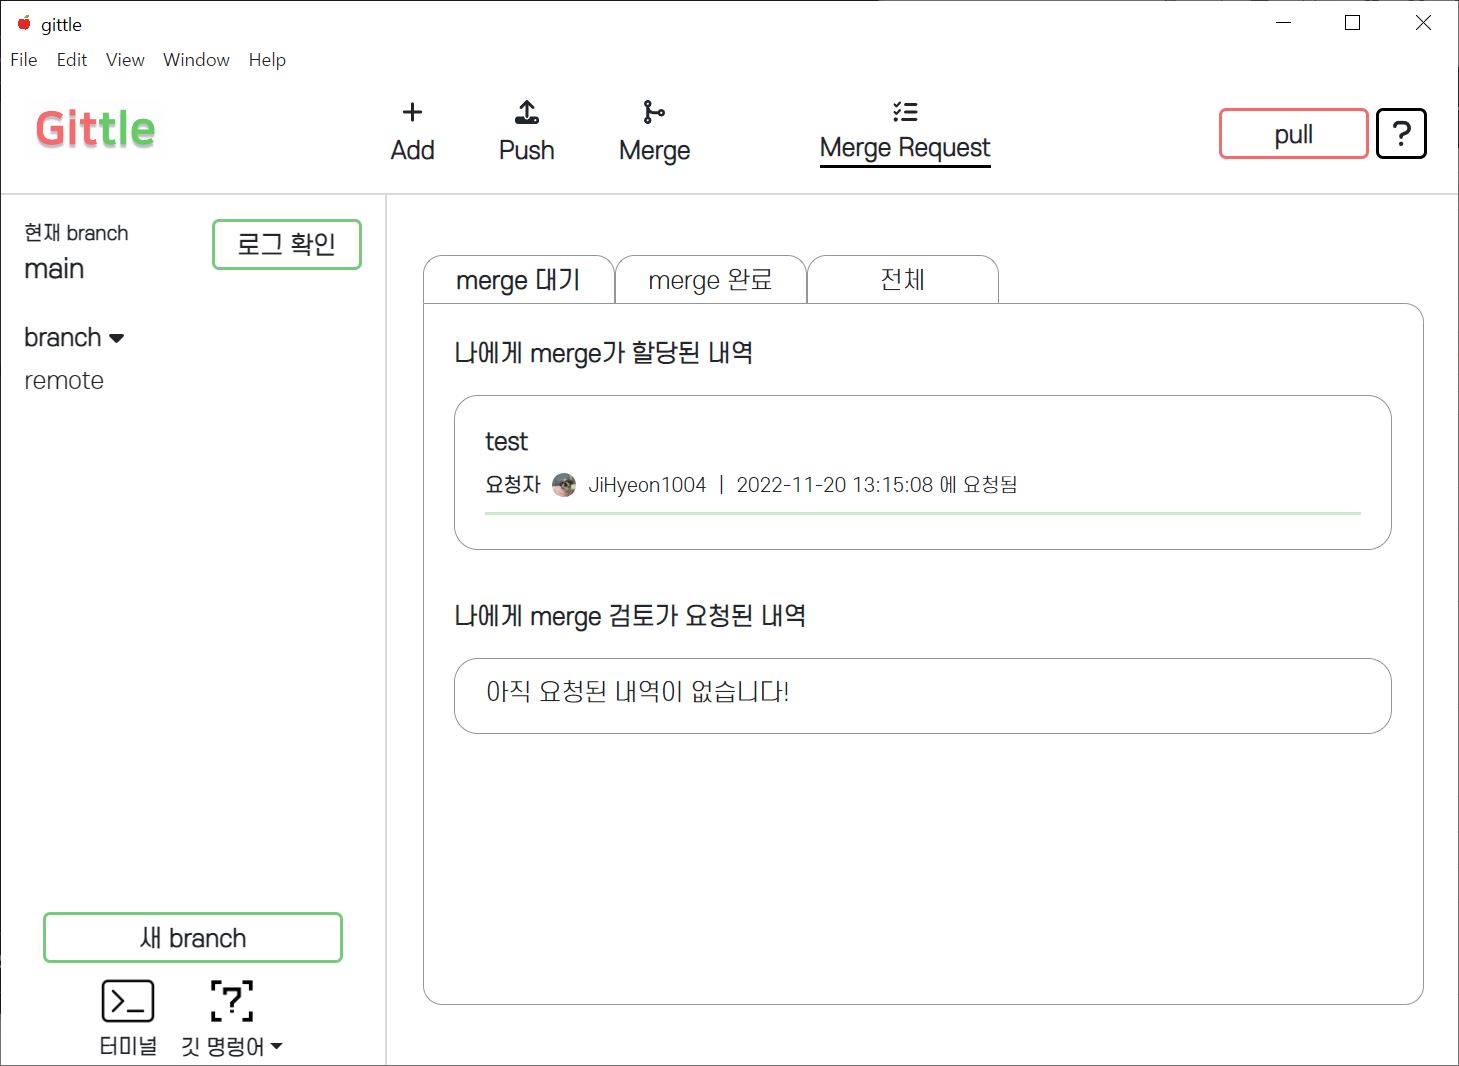 gittle
File Edit View Window Help
Gittle
Add
Push
Merge
Merge Request
pull
?
현재 branch
main
로그 확인
branch
remote
merge 대기
merge 완료
전체
나에게 merge가 할당된 내역
test
요청자 JiHyeon1004 | 2022-11-20 13:15:08 에 요청됨
나에게 merge 검토가 요청된 내역
아직 요청된 내역이 없습니다!
새 branch
터미널
깃 명령어